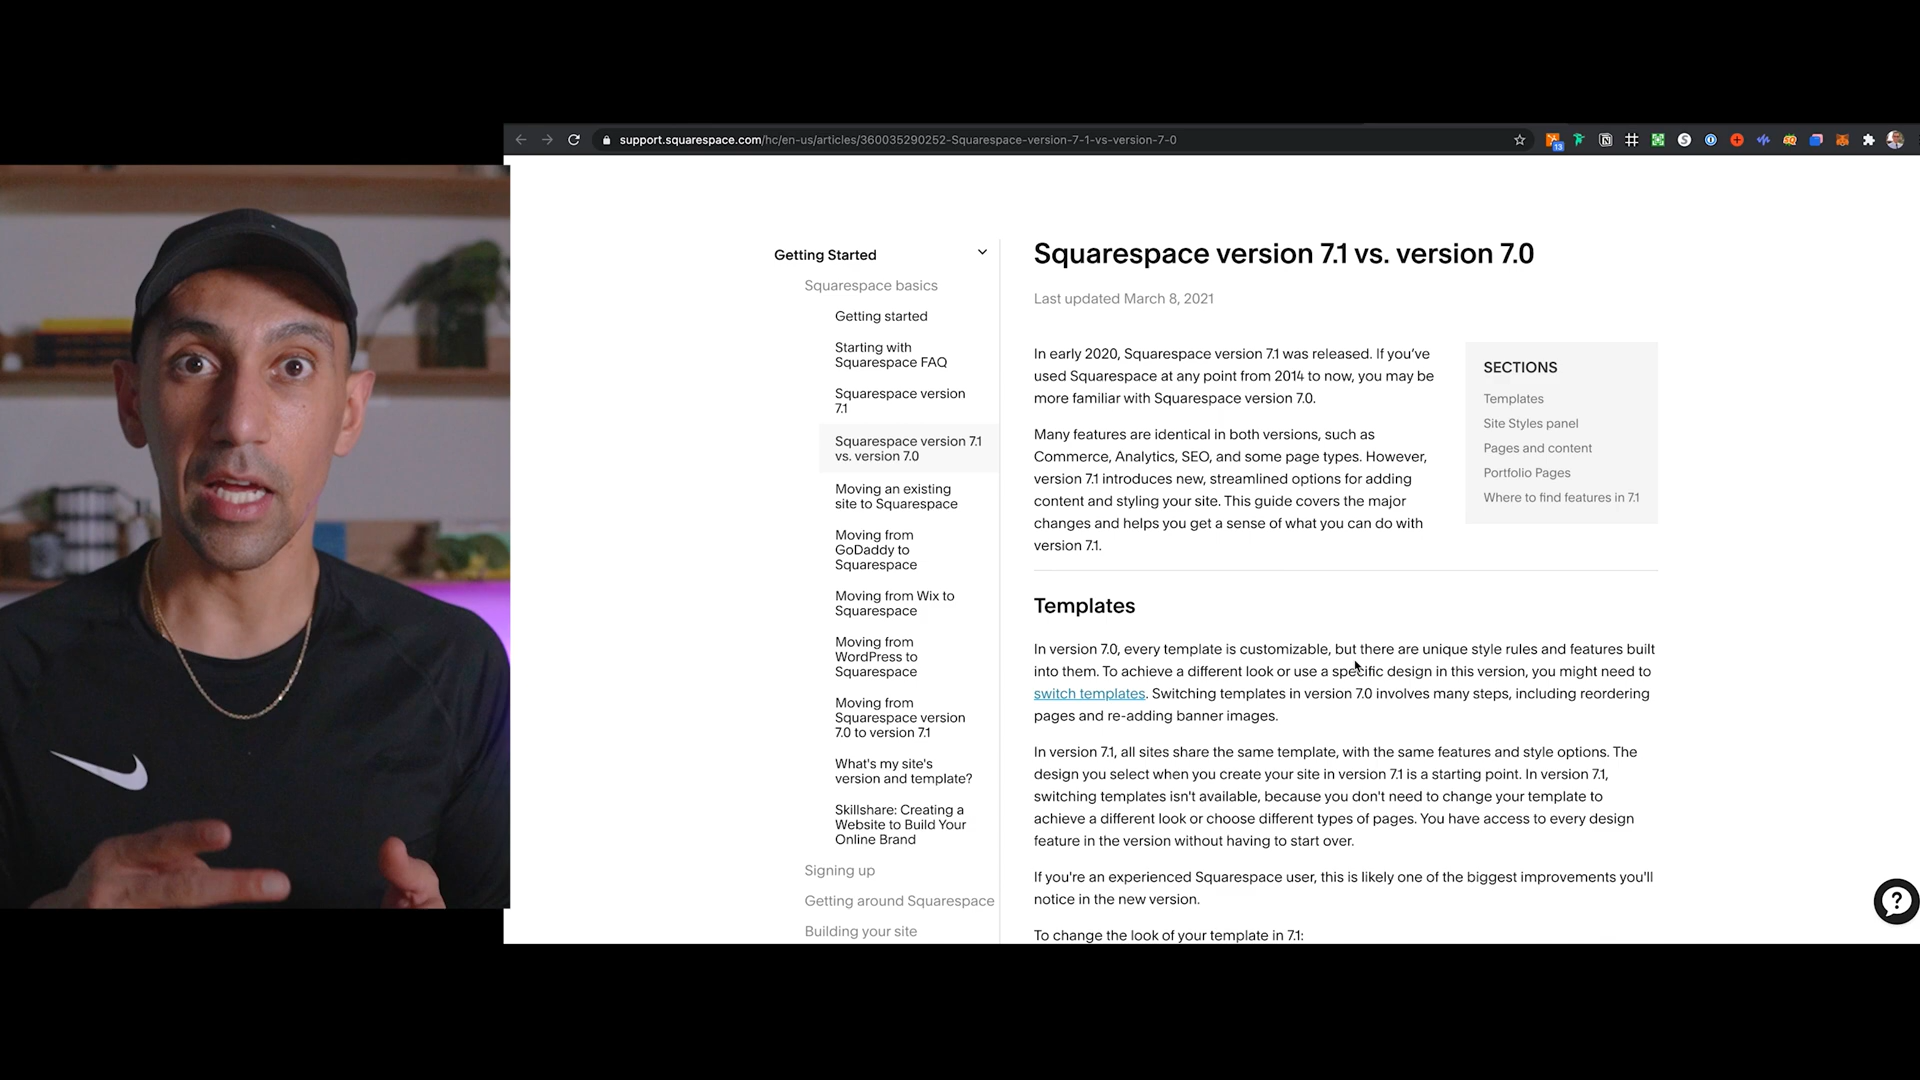 support.squarespace.com/hc/en-us/articles/360035290252-Squarespace-version-7-1-vs-version-7-0
13
Getting Started
Squarespace basics
Getting started
Starting with
Squarespace FAQ
Squarespace version
7.1
Squarespace version 7.1
vs. version 7.0
Moving an existing
site to Squarespace
Moving from
GoDaddy to
Squarespace
Moving from Wix to
Squarespace
Moving from
WordPress to
Squarespace
Moving from
Squarespace version
7.0 to version 7.1
What's my site's
version and template?
Skillshare: Creating a
Website to Build Your
Online Brand
Signing up
Getting around Squarespace
Building your site
Squarespace version 7.1 vs. version 7.0
Last updated March 8, 2021
In early 2020, Squarespace version 7.1 was released. If you've
used Squarespace at any point from 2014 to now, you may be
more familiar with Squarespace version 7.0.
Many features are identical in both versions, such as
Commerce, Analytics, SEO, and some page types. However,
version 7.1 introduces new, streamlined options for adding
content and styling your site. This guide covers the major
changes and helps you get a sense of what you can do with
version 7.1.
SECTIONS
Templates
Site Styles panel
Pages and content
Portfolio Pages
Where to find features in 7.1
Templates
In version 7.0, every template is customizable, but there are unique style rules and features built
into them. To achieve a different look or use a specific design in this version, you might need to
switch templates. Switching templates in version 7.0 involves many steps, including reordering
pages and re-adding banner images.
In version 7.1, all sites share the same template, with the same features and style options. The
design you select when you create your site in version 7.1 is a starting point. In version 7.1,
switching templates isn't available, because you don't need to change your template to
achieve a different look or choose different types of pages. You have access to every design
feature in the version without having to start over.
If you're an experienced Squarespace user, this is likely one of the biggest improvements you'll
notice in the new version.
To change the look of your template in 7.1:
?